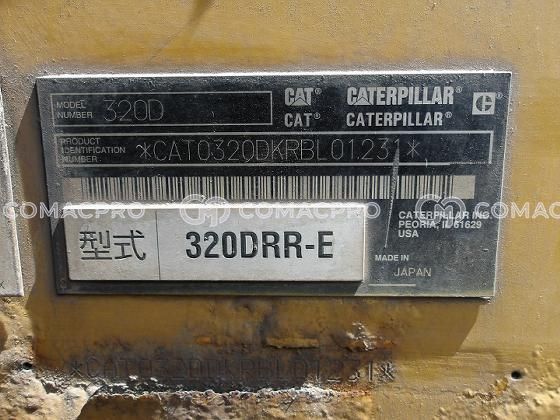 MODEL NUMBER 320D
CAT CATERPILLAR C
CAT CATERPILLAR
PRODUCT IDENTIFICATION NUMBER *CAT0320DKRBL01231*
COMACPRO COMACPRO COMACPRO
型式 320DRR-E
CATERPILLAR INC
PEORIA, IL 61629
USA
MADE IN
JAPAN
*CAT0320DKRBL01231*